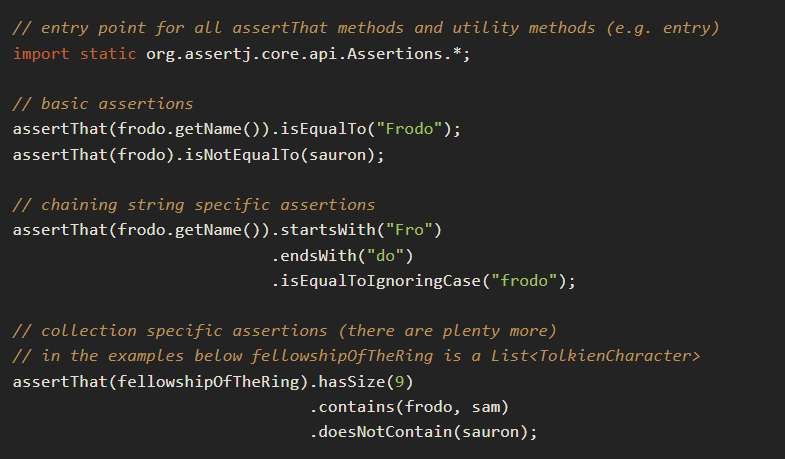 // entry point for all assertThat methods and utility methods (e.g. entry)
import static org.assertj.core.api.Assertions.*;
// basic assertions
assertThat(frodo.getName()).isEqualTo("Frodo");
assertThat(frodo).isNotEqualTo(sauron);
// chaining string specific assertions
assertThat(frodo.getName()).startsWith("Fro")
.endsWith("do")
.isEqualToIgnoringCase("frodo");
// collection specific assertions (there are plenty more)
// in the examples below fellowshipOfTheRing is a List<TolkienCharacter>
assertThat(fellowshipOfTheRing).hasSize(9)
.contains(frodo, sam)
.doesNotContain(sauron);